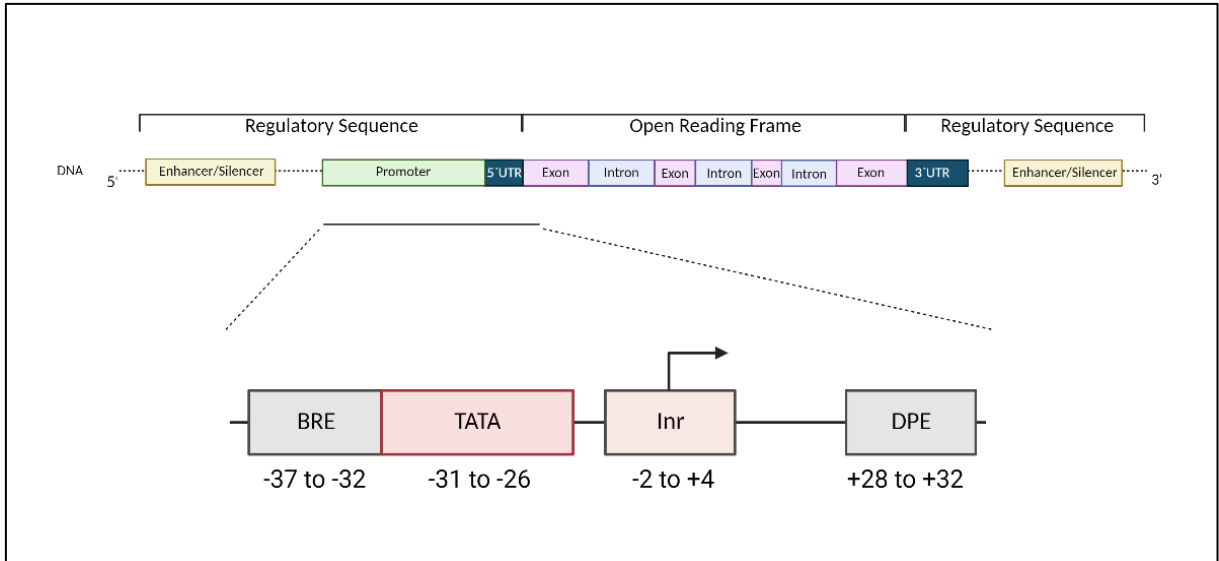 Regulatory Sequence Open Reading Frame Regulatory Sequence
DNA 5' Enhancer/Silencer Promoter 5`UTR Exon Intron Exon Intron Exon Intron Exon 3`UTR Enhancer/Silencer 3'
BRE TATA Inr DPE
-37 to -32 -31 to -26 -2 to +4 +28 to +32